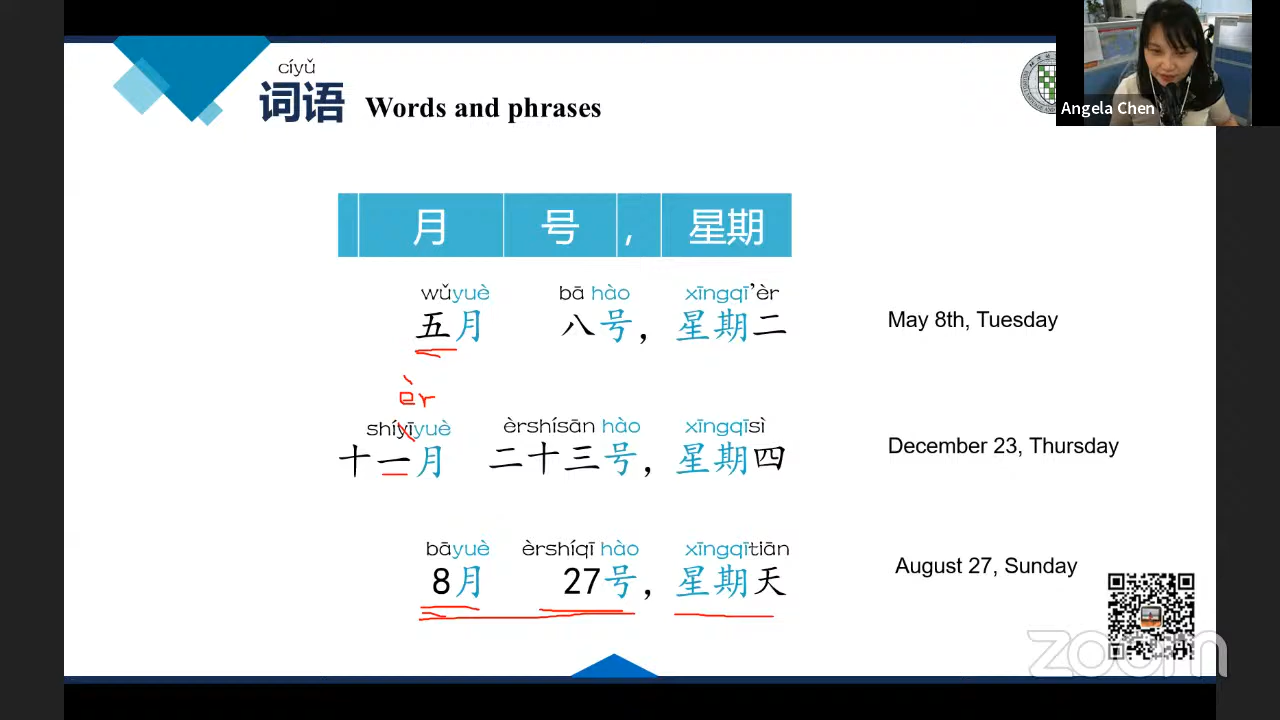 cíyǔ
词语 Words and phrases
Angela Chen
月 号 , 星期
wǔyuè bā hào xīngqī’èr
五月 八号，星期二 May 8th, Tuesday
èr
shíyīyuè èrshísān hào xīngqīsì
十一月 二十三号，星期四 December 23, Thursday
bāyuè èrshíqī hào xīngqītiān
8月 27号，星期天 August 27, Sunday
zoom